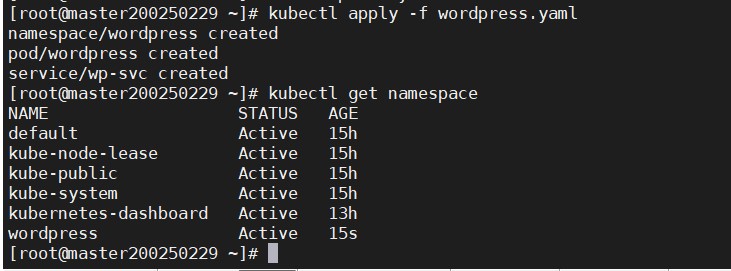 [root@master200250229 ~]# kubectl apply -f wordpress.yaml
namespace/wordpress created
pod/wordpress created
service/wp-svc created
[root@master200250229 ~]# kubectl get namespace
NAME                   STATUS   AGE
default                Active   15h
kube-node-lease        Active   15h
kube-public            Active   15h
kube-system            Active   15h
kubernetes-dashboard   Active   13h
wordpress              Active   15s
[root@master200250229 ~]#